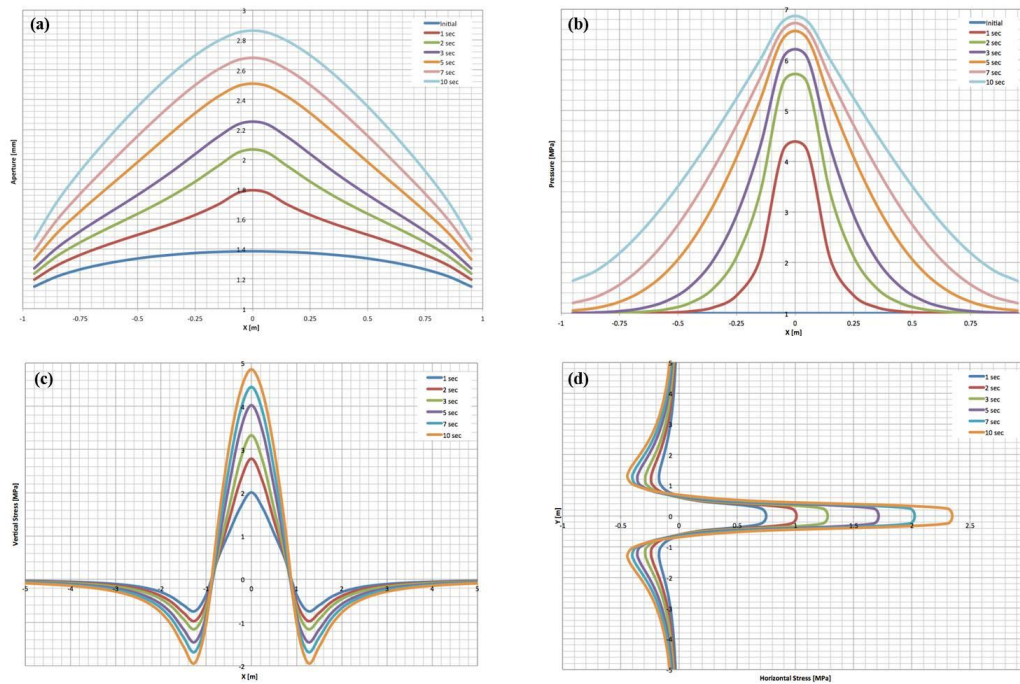 (a)
Initial
1 sec
2 sec
3 sec
5 sec
7 sec
10 sec
Aperture [mm]
3
2.8
2.6
2.4
2.2
2
1.8
1.6
1.4
1.2
1
-1
-0.75
-0.5
-0.25
0
0.25
0.5
0.75
1
X [m]
(b)
Initial
1 sec
2 sec
3 sec
5 sec
7 sec
10 sec
Pressure [MPa]
7
6
5
4
3
2
1
-1
-0.75
-0.5
-0.25
0
0.25
0.5
0.75
X [m]
(c)
1 sec
2 sec
3 sec
5 sec
7 sec
10 sec
Vertical Stress [MPa]
5
4
3
2
1
0
-1
-2
-5
-4
-3
-2
-1
0
1
2
3
4
5
X [m]
(d)
1 sec
2 sec
3 sec
5 sec
7 sec
10 sec
Y [m]
5
4
3
2
1
0
-1
-2
-3
-4
-5
-1
-0.5
0
0.5
1
1.5
2
2.5
Horizontal Stress [MPa]